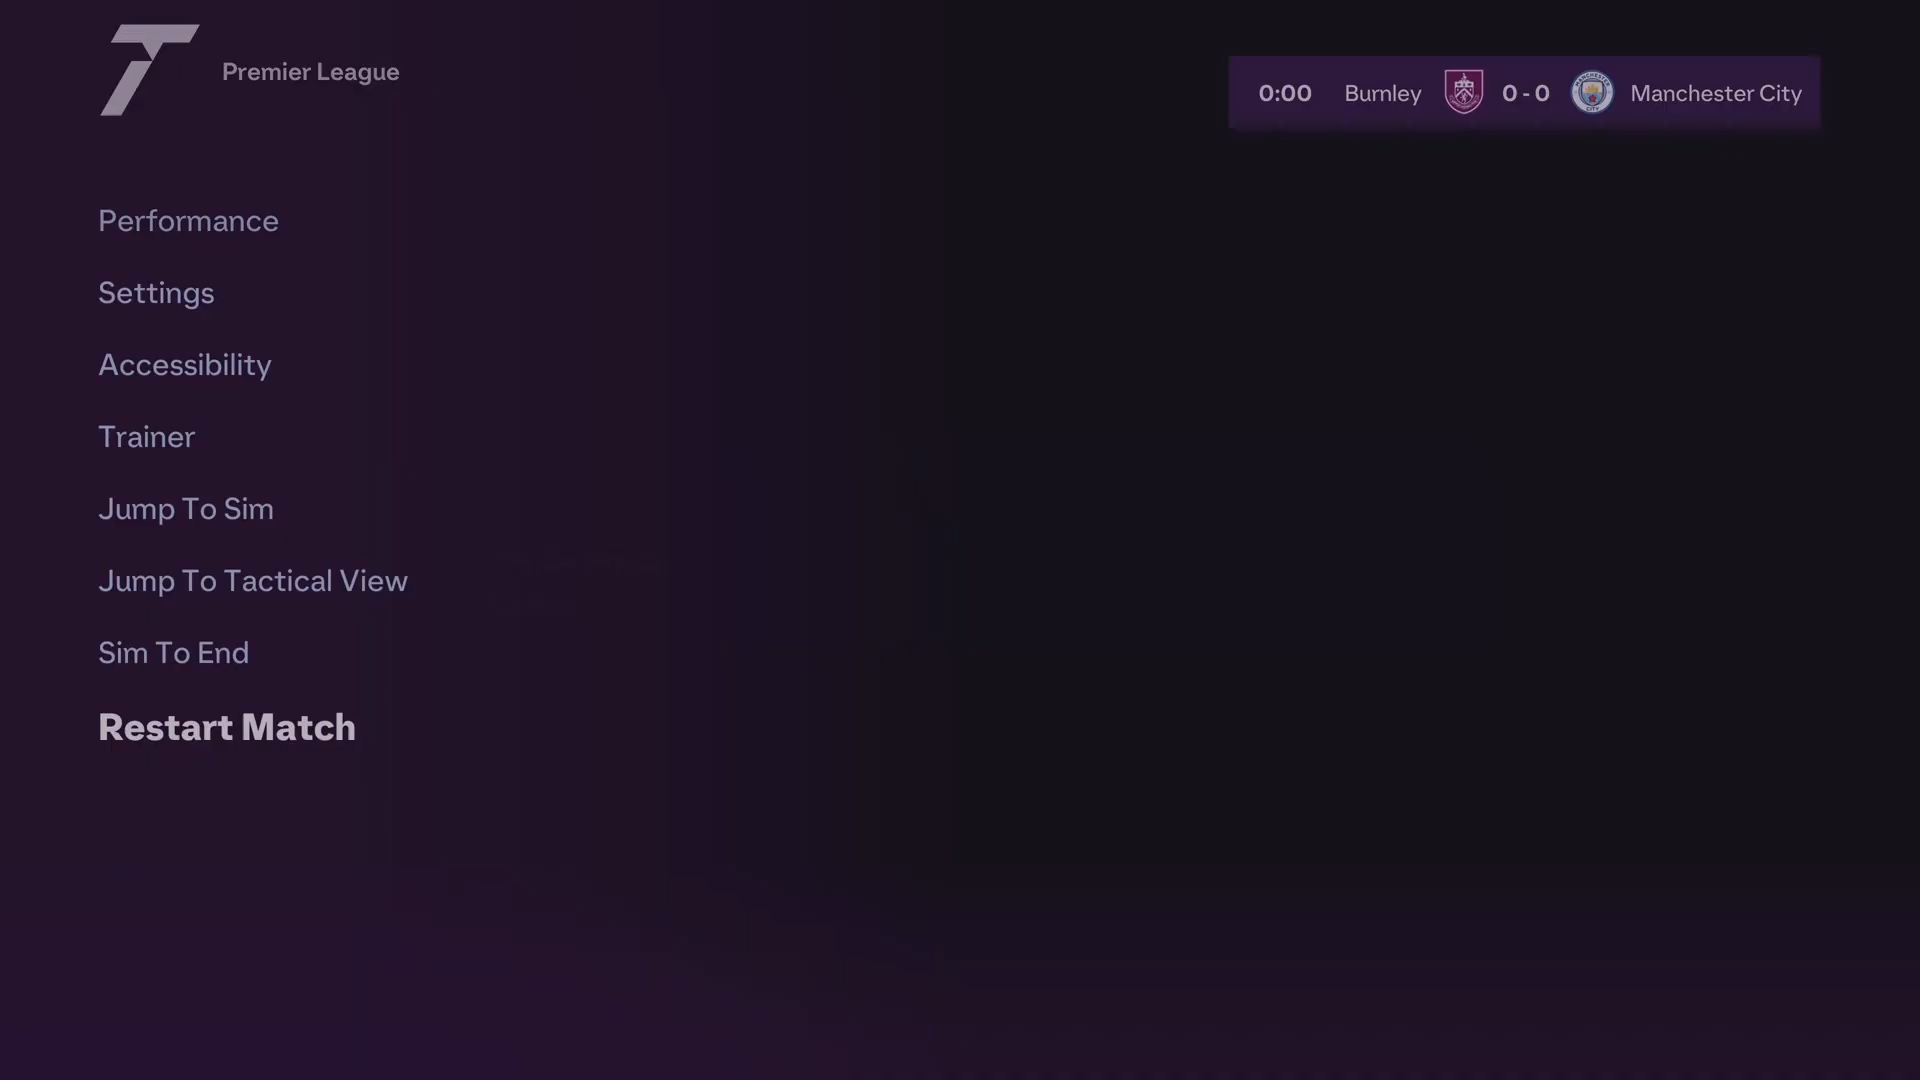 Premier League
0:00 Burnley 0 - 0 Manchester City
Performance
Settings
Accessibility
Trainer
Jump To Sim
Jump To Tactical View
Sim To End
Restart Match